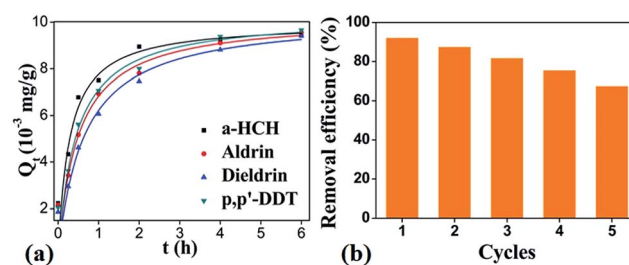 10
8
6
4
2
0
1
2
3
4
5
6
Qt (10-3 mg/g)
t (h)
a-HCH
Aldrin
Dieldrin
p,p'-DDT
(a)
100
80
60
40
20
0
1
2
3
4
5
Removal efficiency (%)
Cycles
(b)